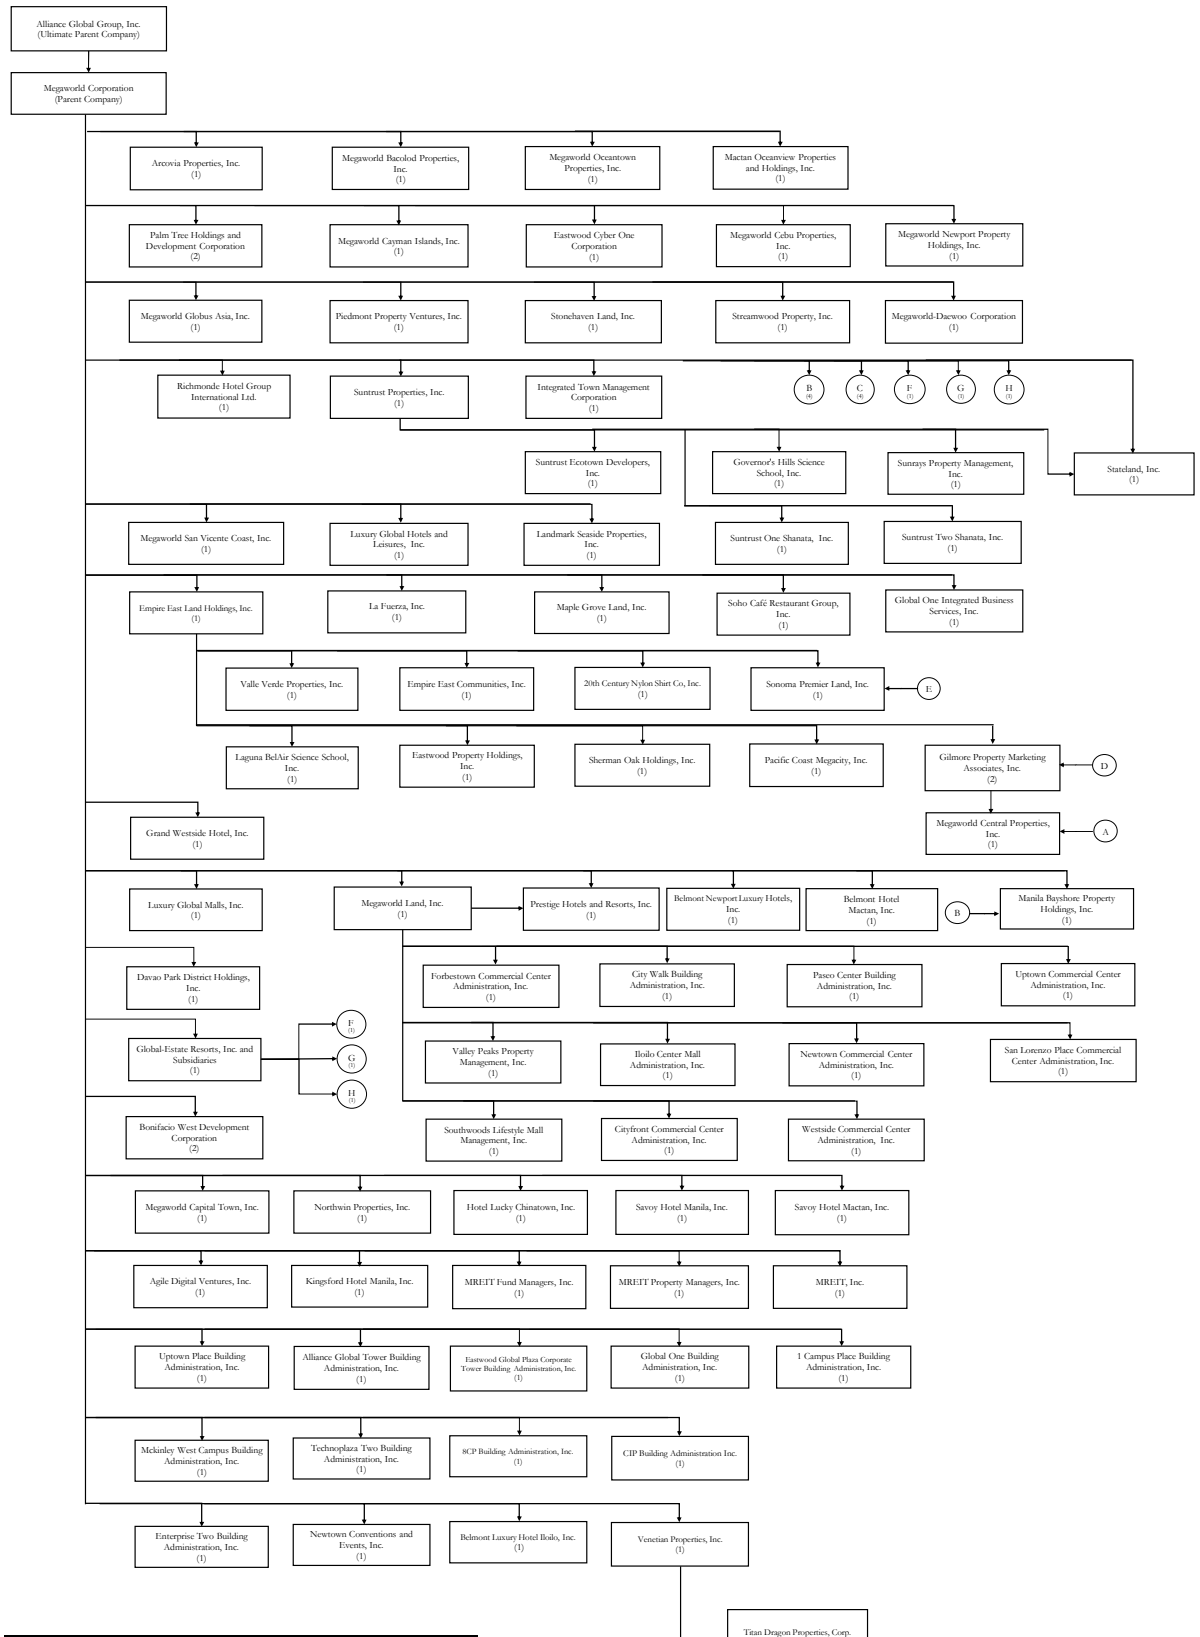 Alliance Global Group, Inc.
(Ultimate Parent Company)
Megaworld Corporation
(Parent Company)
Arcovia Properties, Inc.
(1)
Megaworld Bacolod Properties,
Inc.
(1)
Megaworld Oceantown
Properties, Inc.
(1)
Mactan Oceanview Properties
and Holdings, Inc.
(1)
Palm Tree Holdings and
Development Corporation
(2)
Megaworld Cayman Islands, Inc.
(1)
Eastwood Cyber One
Corporation
(1)
Megaworld Cebu Properties,
Inc.
(1)
Megaworld Newport Property
Holdings, Inc.
(1)
Megaworld Globus Asia, Inc.
(1)
Piedmont Property Ventures, Inc.
(1)
Stonehaven Land, Inc.
(1)
Streamwood Property, Inc.
(1)
Megaworld-Daewoo Corporation
(1)
Richmonde Hotel Group
International Ltd.
(1)
Suntrust Properties, Inc.
(1)
Integrated Town Management
Corporation
(1)
B
(4)
C
(4)
F
(1)
G
(1)
H
(1)
Suntrust Ecotown Developers,
Inc.
(1)
Governor's Hills Science
School, Inc.
(1)
Sunrays Property Management,
Inc.
(1)
Stateland, Inc.
(1)
Megaworld San Vicente Coast, Inc.
(1)
Luxury Global Hotels and
Leisures, Inc.
(1)
Landmark Seaside Properties,
Inc.
(1)
Suntrust One Shanata, Inc.
(1)
Suntrust Two Shanata, Inc.
(1)
Empire East Land Holdings, Inc.
(1)
La Fuerza, Inc.
(1)
Maple Grove Land, Inc.
(1)
Soho Café Restaurant Group,
Inc.
(1)
Global One Integrated Business
Services, Inc.
(1)
Valle Verde Properties, Inc.
(1)
Empire East Communities, Inc.
(1)
20th Century Nylon Shirt Co, Inc.
(1)
Sonoma Premier Land, Inc.
(1)
E
Laguna BelAir Science School,
Inc.
(1)
Eastwood Property Holdings,
Inc.
(1)
Sherman Oak Holdings, Inc.
(1)
Pacific Coast Megacity, Inc.
(1)
Gilmore Property Marketing
Associates, Inc.
(2)
D
Grand Westside Hotel, Inc.
(1)
Megaworld Central Properties,
Inc.
(1)
A
Luxury Global Malls, Inc.
(1)
Megaworld Land, Inc.
(1)
Prestige Hotels and Resorts, Inc.
(1)
Belmont Newport Luxury Hotels,
Inc.
(1)
Belmont Hotel
Mactan, Inc.
(1)
B
Manila Bayshore Property
Holdings, Inc.
(1)
Davao Park District Holdings,
Inc.
(1)
Forbestown Commercial Center
Administration, Inc.
(1)
City Walk Building
Administration, Inc.
(1)
Paseo Center Building
Administration, Inc.
(1)
Uptown Commercial Center
Administration, Inc.
(1)
Global-Estate Resorts, Inc. and
Subsidiaries
(1)
F
(1)
G
(1)
H
(1)
Valley Peaks Property
Management, Inc.
(1)
Iloilo Center Mall
Administration, Inc.
(1)
Newtown Commercial Center
Administration, Inc.
(1)
San Lorenzo Place Commercial
Center Administration, Inc.
(1)
Bonifacio West Development
Corporation
(2)
Southwoods Lifestyle Mall
Management, Inc.
(1)
Cityfront Commercial Center
Administration, Inc.
(1)
Westside Commercial Center
Administration, Inc.
(1)
Megaworld Capital Town, Inc.
(1)
Northwin Properties, Inc.
(1)
Hotel Lucky Chinatown, Inc.
(1)
Savoy Hotel Manila, Inc.
(1)
Savoy Hotel Mactan, Inc.
(1)
Agile Digital Ventures, Inc.
(1)
Kingsford Hotel Manila, Inc.
(1)
MREIT Fund Managers, Inc.
(1)
MREIT Property Managers, Inc.
(1)
MREIT, Inc.
(1)
Uptown Place Building
Administration, Inc.
(1)
Alliance Global Tower Building
Administration, Inc.
(1)
Eastwood Global Plaza Corporate
Tower Building Administration, Inc.
(1)
Global One Building
Administration, Inc.
(1)
1 Campus Place Building
Administration, Inc.
(1)
Mckinley West Campus Building
Administration, Inc.
(1)
Technoplaza Two Building
Administration, Inc.
(1)
8CP Building Administration, Inc.
(1)
CIP Building Administration Inc.
(1)
Enterprise Two Building
Administration, Inc.
(1)
Newtown Conventions and
Events, Inc.
(1)
Belmont Luxury Hotel Iloilo, Inc.
(1)
Venetian Properties, Inc.
(1)
Titan Dragon Properties, Corp.